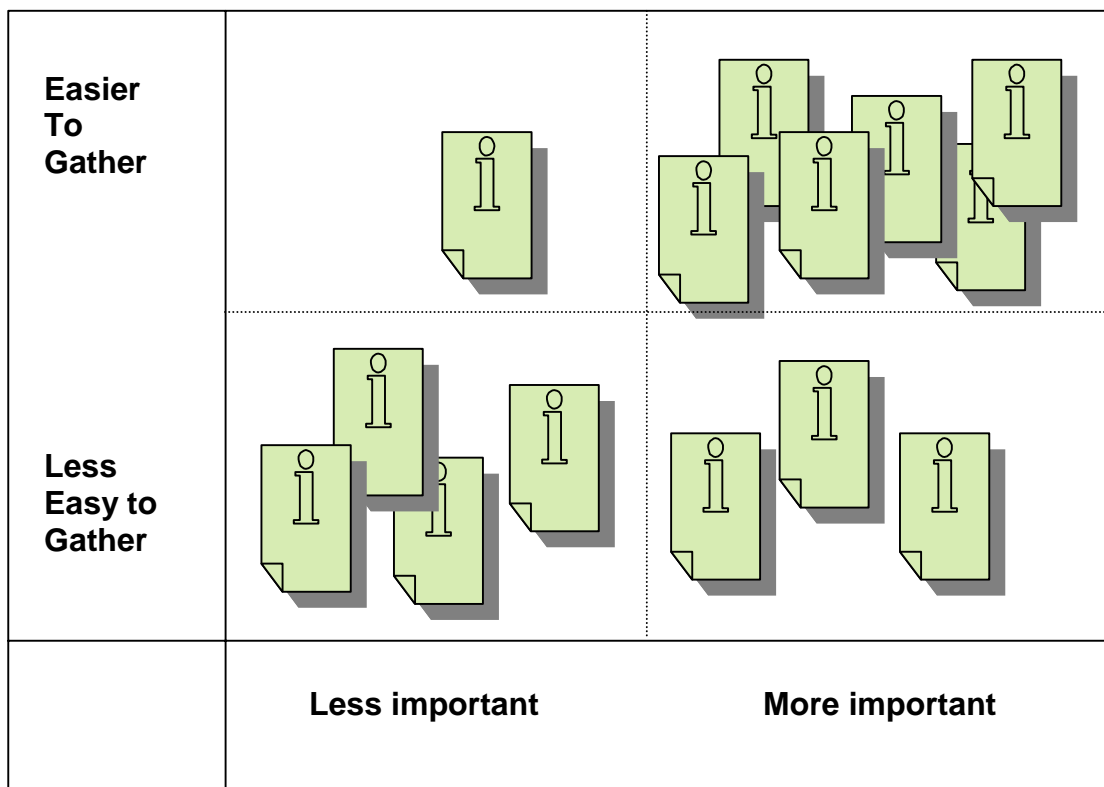 Easier
To
Gather
Less
Easy to
Gather
Less important
More important